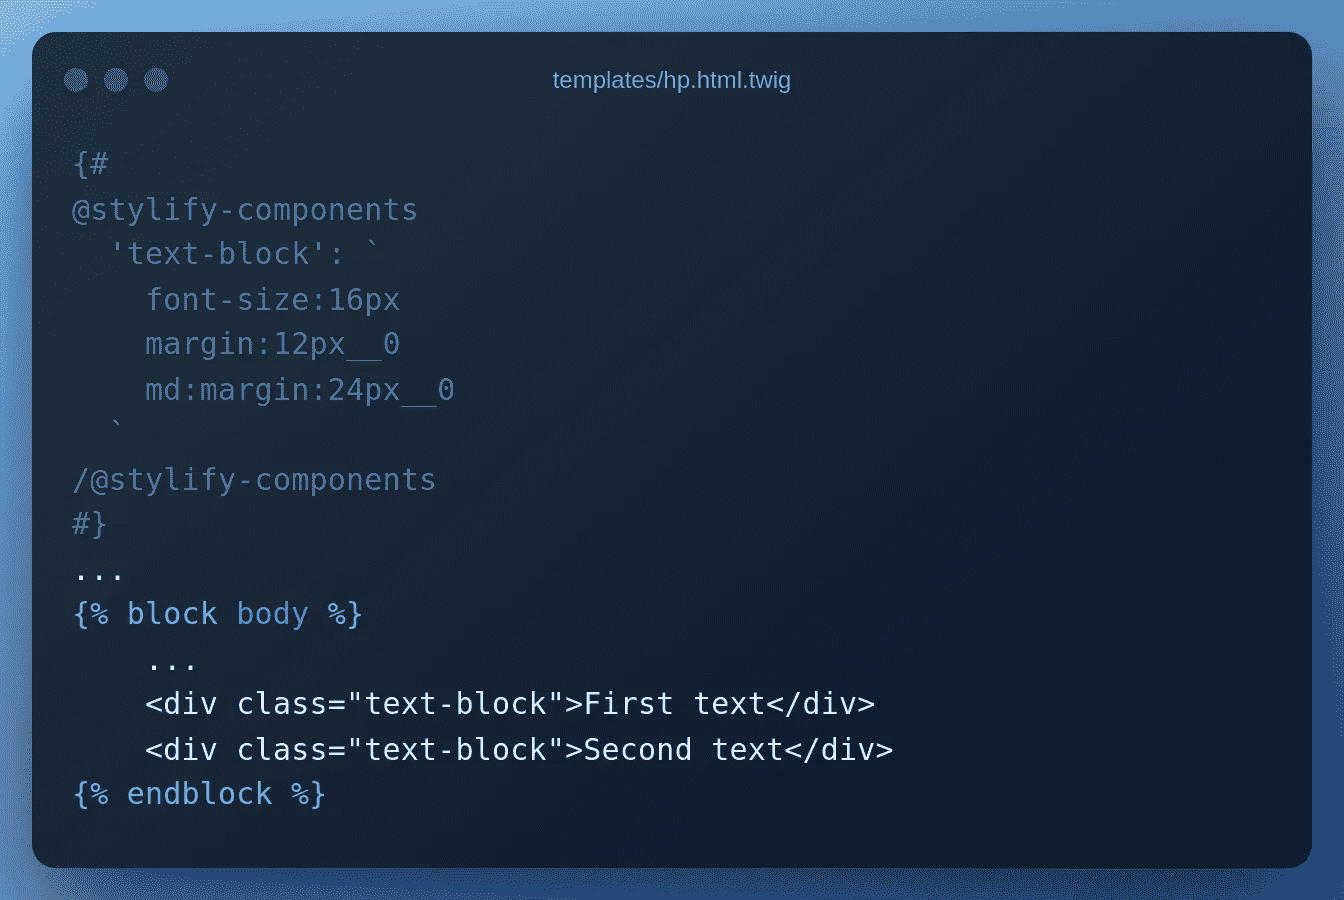 templates/hp.html.twig
{#
@stylify-components
  'text-block': `
    font-size:16px
    margin:12px__0
    md:margin:24px__0
  `
/@stylify-components
#}
...
{% block body %}
    ...
    <div class="text-block">First text</div>
    <div class="text-block">Second text</div>
{% endblock %}